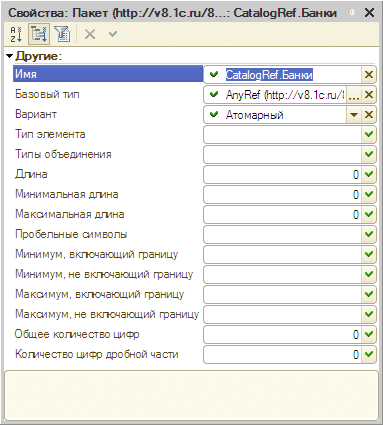 Свойства: Пакет (http://v8.1c.ru/8...: CatalogRef.Банки
Другие:
Имя CatalogRef.Банки
Базовый тип AnyRef (http://v8.1c.ru/8 ...
Вариант Атомарный
Тип элемента
Типы объединения
Длина 0
Минимальная длина 0
Максимальная длина 0
Пробельные символы
Минимум, включающий границу
Минимум, не включающий границу
Максимум, включающий границу
Максимум, не включающий границу
Общее количество цифр 0
Количество цифр дробной части 0